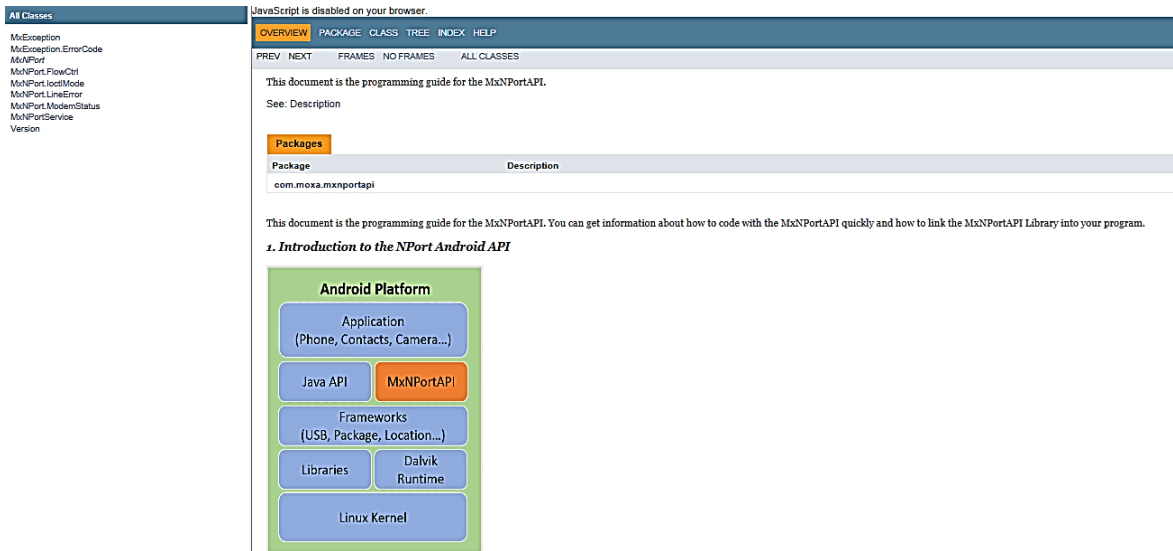 All Classes
MxException
MxException.ErrorCode
MxNPort
MxNPort.FlowCtrl
MxNPort.IoctlMode
MxNPort.LineError
MxNPort.ModemStatus
MxNPortService
Version
JavaScript is disabled on your browser.
OVERVIEW PACKAGE CLASS TREE INDEX HELP
PREV NEXT FRAMES NO FRAMES ALL CLASSES
This document is the programming guide for the MxNPortAPI.
See: Description
Packages
Package Description
com.moxa.mxnportapi
This document is the programming guide for the MxNPortAPI. You can get information about how to code with the MxNPortAPI quickly and how to link the MxNPortAPI Library into your program.
1. Introduction to the NPort Android API
Android Platform
Application
(Phone, Contacts, Camera...)
Java API MxNPortAPI
Frameworks
(USB, Package, Location...)
Libraries
Dalvik
Runtime
Linux Kernel